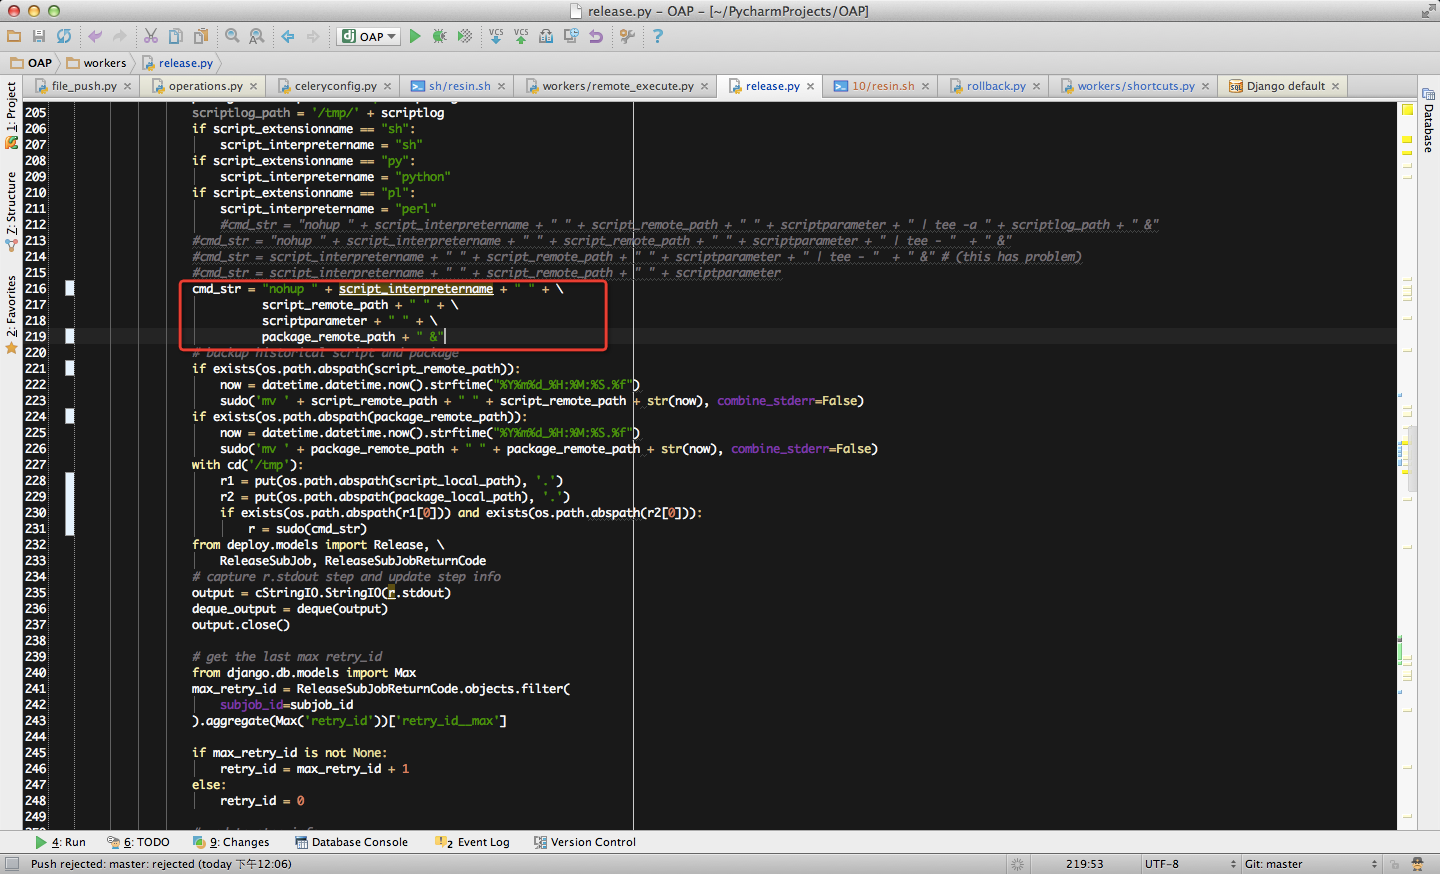 release.py – OAP – [~/PycharmProjects/OAP]
OAP
VCS VCS
OAP workers release.py
file_push.py operations.py celeryconfig.py sh/resin.sh workers/remote_execute.py release.py 10/resin.sh rollback.py workers/shortcuts.py Django default
1: Project
Z: Structure
2: Favorites
Database
205 scriptlog_path = '/tmp/' + scriptlog
206 if script_extensionname == "sh":
207 script_interpretername = "sh"
208 if script_extensionname == "py":
209 script_interpretername = "python"
210 if script_extensionname == "pl":
211 script_interpretername = "perl"
212 #cmd_str = "nohup " + script_interpretername + " " + script_remote_path + " " + scriptparameter + " | tee -a " + scriptlog_path + " &"
213 #cmd_str = "nohup " + script_interpretername + " " + script_remote_path + " " + scriptparameter + " | tee - " + " &"
214 #cmd_str = script_interpretername + " " + script_remote_path + " " + scriptparameter + " | tee - " + " &" # (this has problem)
215 #cmd_str = script_interpretername + " " + script_remote_path + " " + scriptparameter
216 cmd_str = "nohup " + script_interpretername + " " + \
217 script_remote_path + " " + \
218 scriptparameter + " " + \
219 package_remote_path + " &"
220 # backup historical script and package
221 if exists(os.path.abspath(script_remote_path)):
222 now = datetime.datetime.now().strftime("%Y%m%d_%H:%M:%S.%f")
223 sudo('mv ' + script_remote_path + " " + script_remote_path + str(now), combine_stderr=False)
224 if exists(os.path.abspath(package_remote_path)):
225 now = datetime.datetime.now().strftime("%Y%m%d_%H:%M:%S.%f")
226 sudo('mv ' + package_remote_path + " " + package_remote_path + str(now), combine_stderr=False)
227 with cd('/tmp'):
228 r1 = put(os.path.abspath(script_local_path), '.')
229 r2 = put(os.path.abspath(package_local_path), '.')
230 if exists(os.path.abspath(r1[0])) and exists(os.path.abspath(r2[0])):
231 r = sudo(cmd_str)
232 from deploy.models import Release, \
233 ReleaseSubJob, ReleaseSubJobReturnCode
234 # capture r.stdout step and update step info
235 output = cStringIO.StringIO(r.stdout)
236 deque_output = deque(output)
237 output.close()
238
239 # get the last max retry_id
240 from django.db.models import Max
241 max_retry_id = ReleaseSubJobReturnCode.objects.filter(
242 subjob_id=subjob_id
243 ).aggregate(Max('retry_id'))['retry_id__max']
244
245 if max_retry_id is not None:
246 retry_id = max_retry_id + 1
247 else:
248 retry_id = 0
249
4: Run 6: TODO 9: Changes Database Console Event Log Version Control
Push rejected: master: rejected (today 下午12:06) 219:53 UTF-8 Git: master